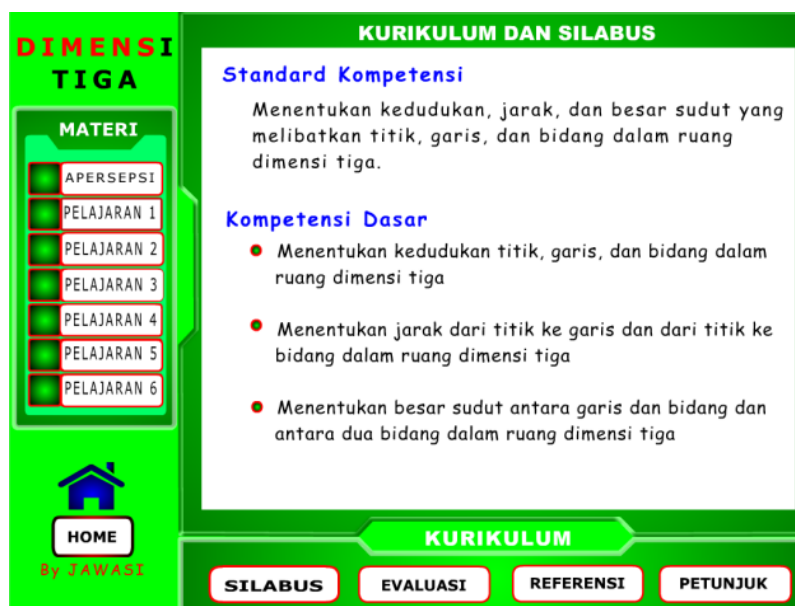 DIMENSI
TIGA
MATERI
APERSEPSI
PELAJARAN 1
PELAJARAN 2
PELAJARAN 3
PELAJARAN 4
PELAJARAN 5
PELAJARAN 6
HOME
By JAWASI
KURIKULUM DAN SILABUS
Standard Kompetensi
Menentukan kedudukan, jarak, dan besar sudut yang
melibatkan titik, garis, dan bidang dalam ruang
dimensi tiga.
Kompetensi Dasar
Menentukan kedudukan titik, garis, dan bidang dalam
ruang dimensi tiga
Menentukan jarak dari titik ke garis dan dari titik ke
bidang dalam ruang dimensi tiga
Menentukan besar sudut antara garis dan bidang dan
antara dua bidang dalam ruang dimensi tiga
KURIKULUM
SILABUS
EVALUASI
REFERENSI
PETUNJUK